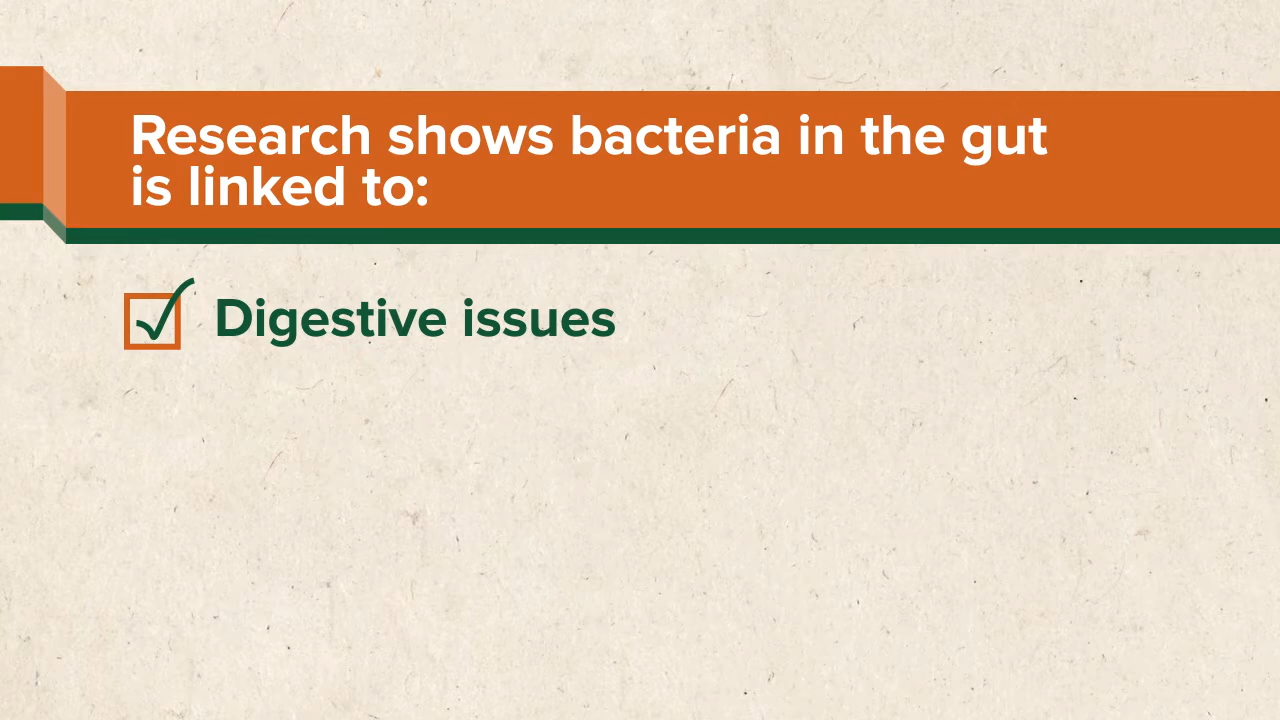 Research shows bacteria in the gut
is linked to:
Digestive issues